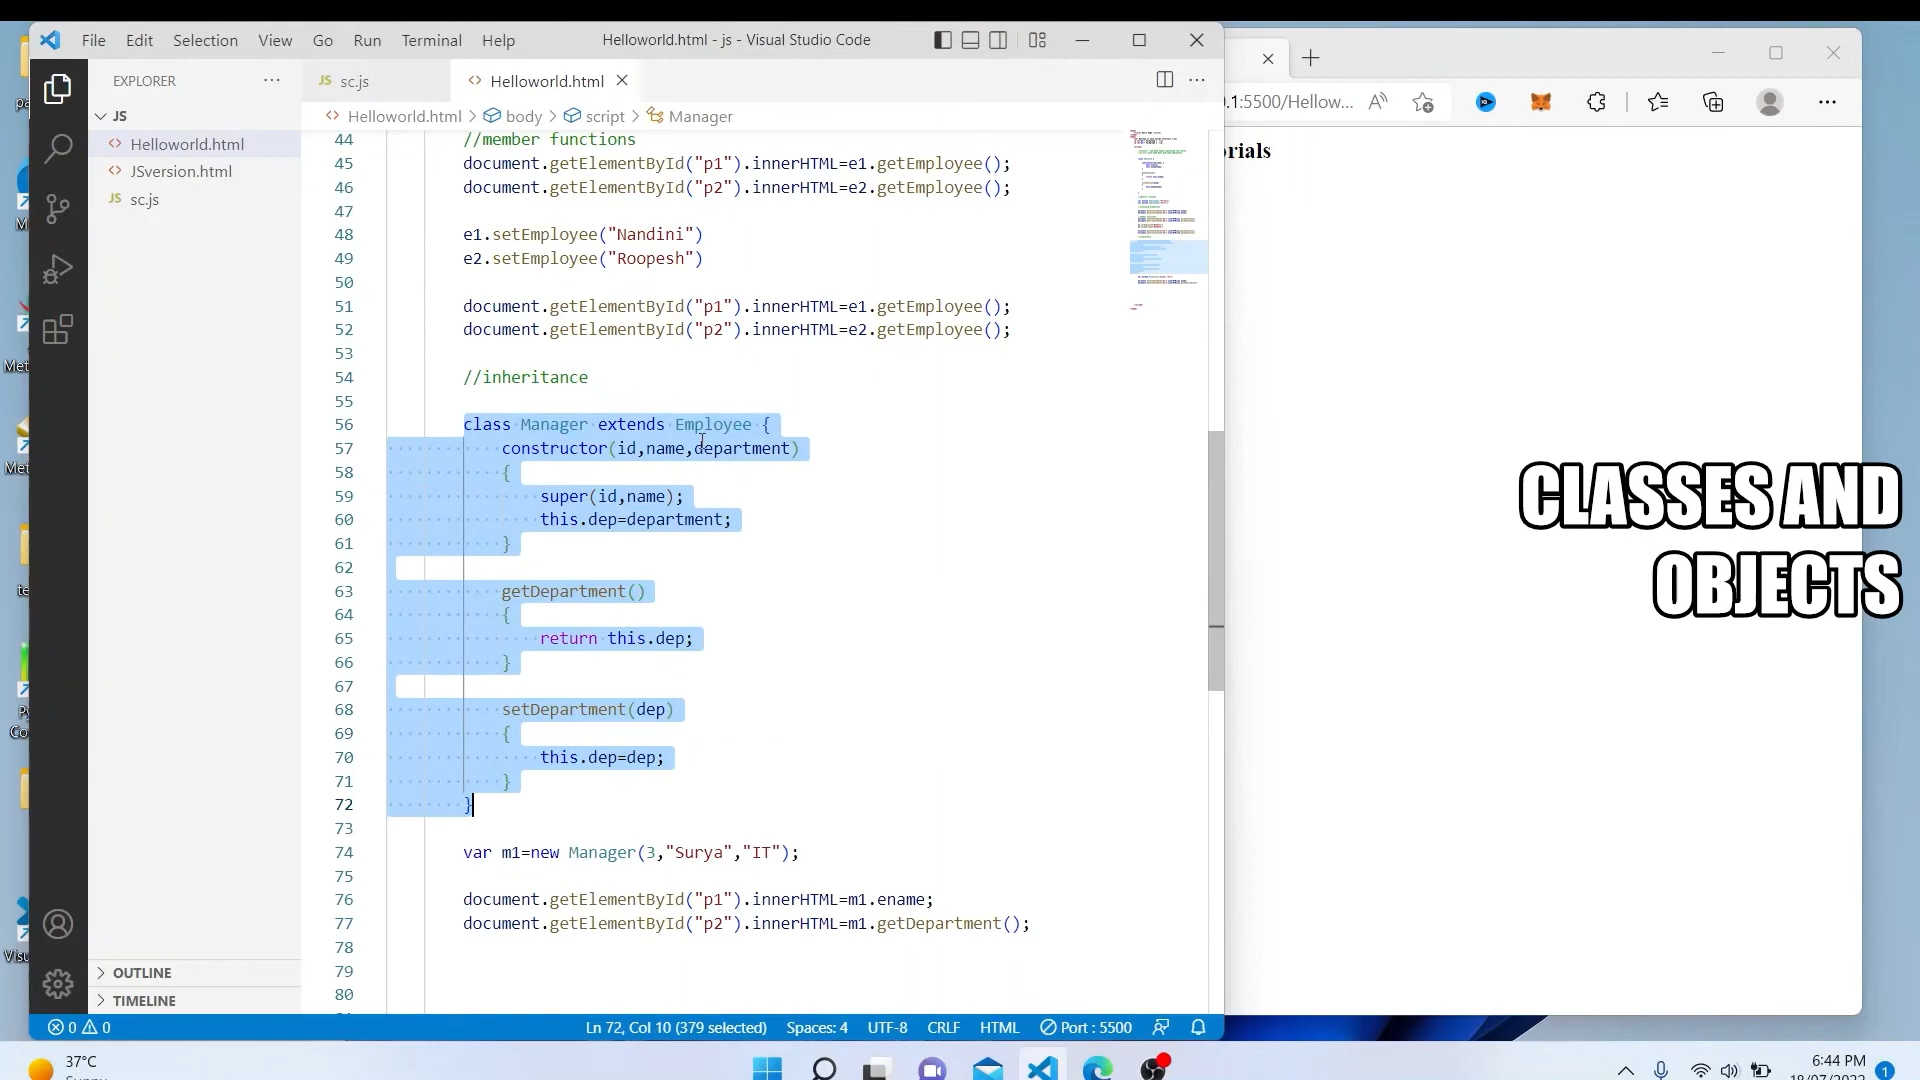 File Edit Selection View Go Run Terminal Help
Helloworld.html - js - Visual Studio Code
EXPLORER
JS
Helloworld.html
JSversion.html
sc.js
OUTLINE
TIMELINE
JS sc.js
Helloworld.html
Helloworld.html > body > script > Manager
44 //member functions
45 document.getElementById("p1").innerHTML=e1.getEmployee();
46 document.getElementById("p2").innerHTML=e2.getEmployee();
47
48 e1.setEmployee("Nandini")
49 e2.setEmployee("Roopesh")
50
51 document.getElementById("p1").innerHTML=e1.getEmployee();
52 document.getElementById("p2").innerHTML=e2.getEmployee();
53
54 //inheritance
55
56 class Manager extends Employee {
57 constructor(id,name,department)
58 {
59 super(id,name);
60 this.dep=department;
61 }
62
63 getDepartment()
64 {
65 return this.dep;
66 }
67
68 setDepartment(dep)
69 {
70 this.dep=dep;
71 }
72 }
73
74 var m1=new Manager(3,"Surya","IT");
75
76 document.getElementById("p1").innerHTML=m1.ename;
77 document.getElementById("p2").innerHTML=m1.getDepartment();
78
79
80
0 0
Ln 72, Col 10 (379 selected) Spaces: 4 UTF-8 CRLF HTML Port : 5500
.1:5500/Hellow...
orials
CLASSES AND
OBJECTS
37°C
6:44 PM
1